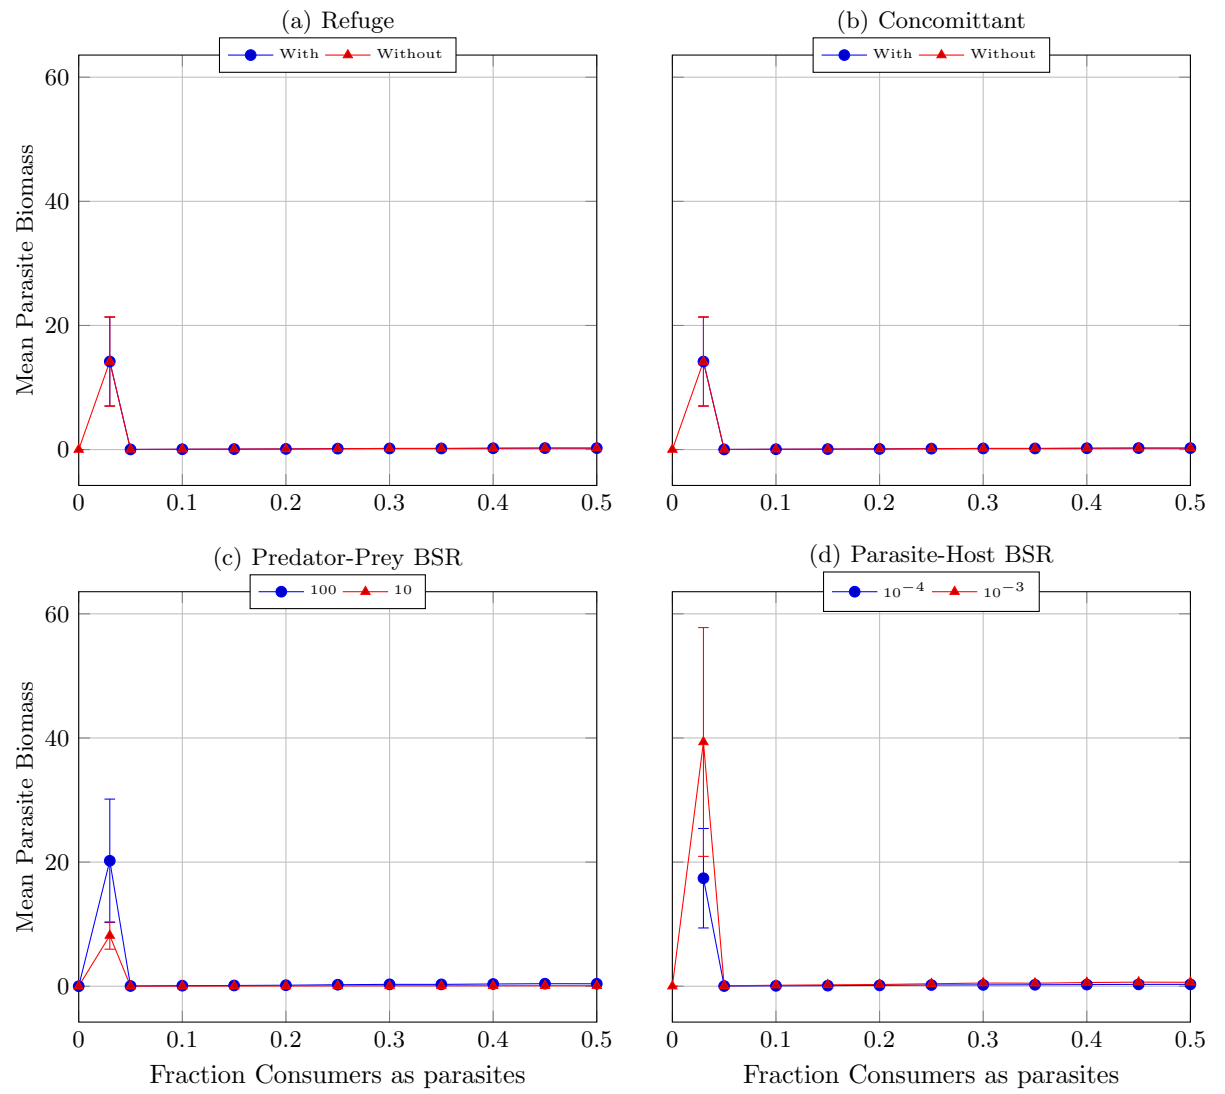 (a) Refuge
With Without
60
40
20
0
Mean Parasite Biomass
0 0.1 0.2 0.3 0.4 0.5
(b) Concomittant
With Without
0 0.1 0.2 0.3 0.4 0.5
(c) Predator-Prey BSR
100 10
60
40
20
0
Mean Parasite Biomass
0 0.1 0.2 0.3 0.4 0.5
Fraction Consumers as parasites
(d) Parasite-Host BSR
10⁻⁴ 10⁻³
0 0.1 0.2 0.3 0.4 0.5
Fraction Consumers as parasites